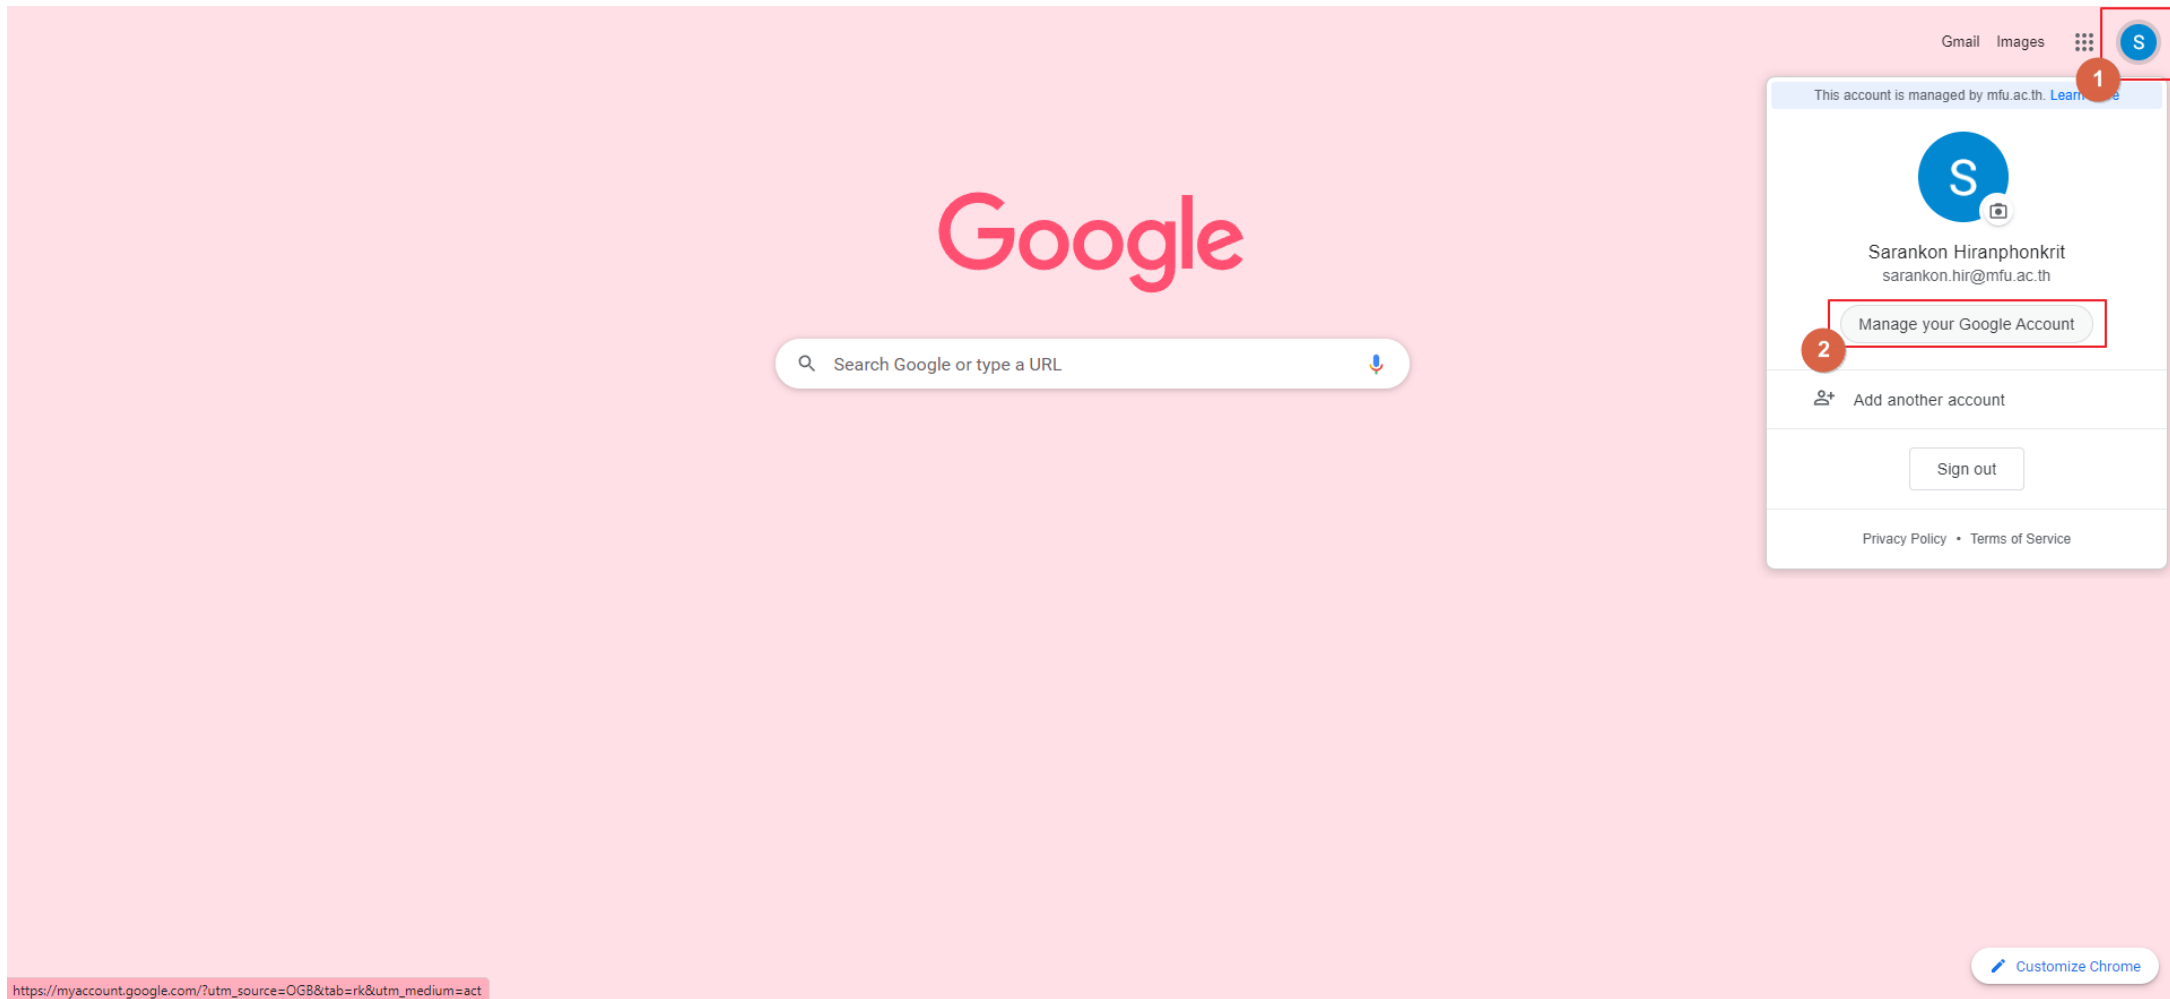 Gmail Images
S
1
This account is managed by mfu.ac.th. Learn
S
Google
Sarankon Hiranphonkrit
sarankon.hir@mfu.ac.th
Manage your Google Account
2
Search Google or type a URL
Add another account
Sign out
Privacy Policy • Terms of Service
Customize Chrome
https://myaccount.google.com/?utm_source=OGB&tab=rk&utm_medium=act